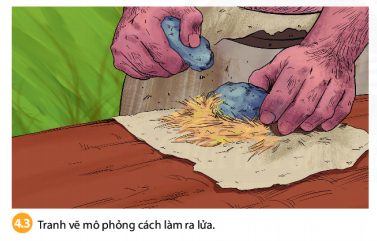 4.3 Tranh vẽ mô phỏng cách làm ra lửa.